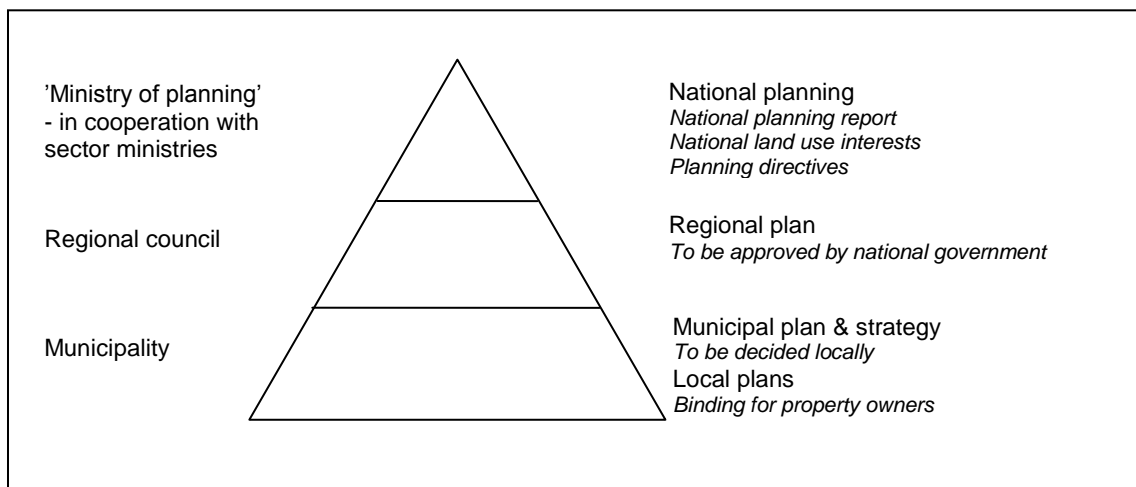 ’Ministry of planning’
- in cooperation with
sector ministries
National planning
National planning report
National land use interests
Planning directives
Regional council
Regional plan
To be approved by national government
Municipality
Municipal plan & strategy
To be decided locally
Local plans
Binding for property owners